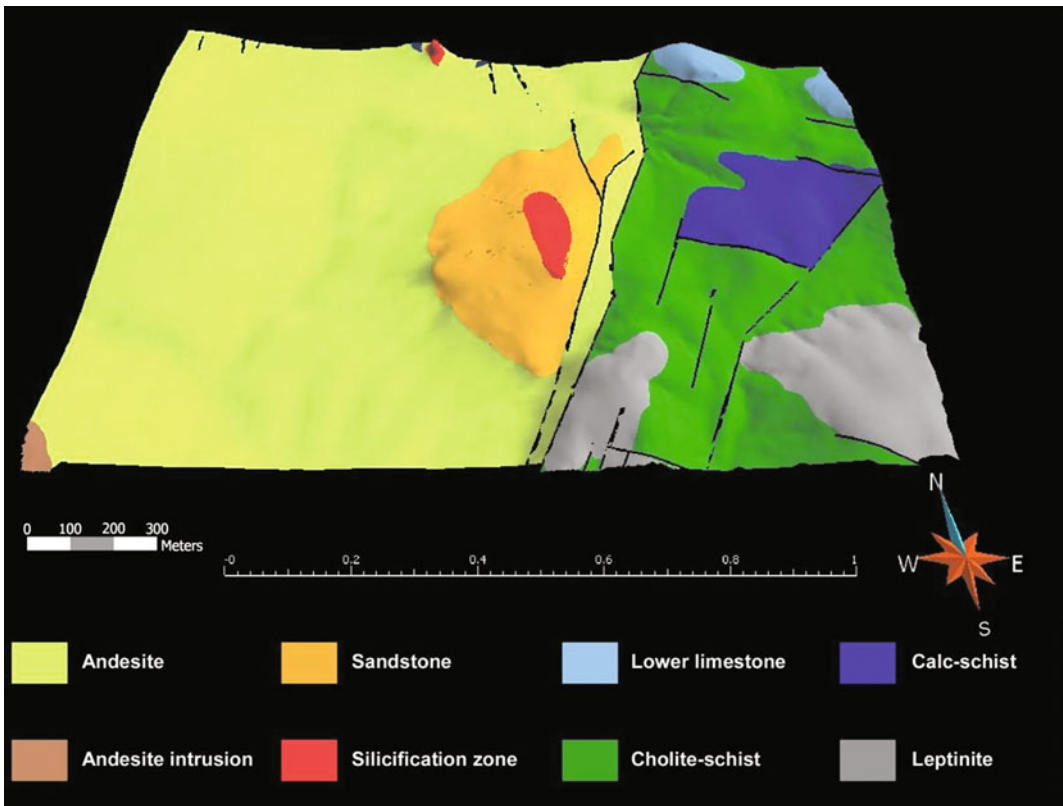 N
0 100 200 300
Meters
-0 0.2 0.4 0.6 0.8 1
W E
S
Andesite Sandstone Lower limestone Calc-schist
Andesite intrusion Silicification zone Cholite-schist Leptinite